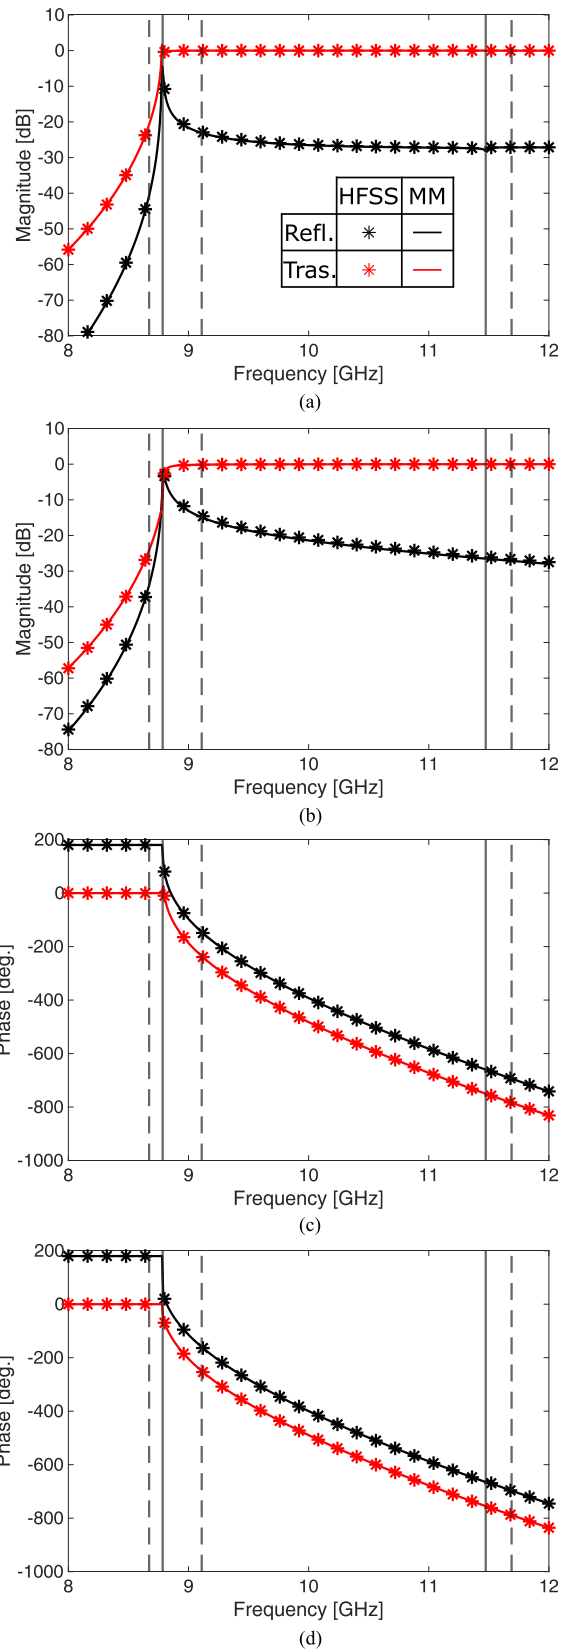 10
0
-10
-20
-30
-40
-50
-60
-70
-80
Magnitude [dB]
HFSS MM
Refl.
Tras.
8 9 10 11 12
Frequency [GHz]
(a)
10
0
-10
-20
-30
-40
-50
-60
-70
-80
Magnitude [dB]
8 9 10 11 12
Frequency [GHz]
(b)
200
0
-200
-400
-600
-800
-1000
Phase [deg.]
8 9 10 11 12
Frequency [GHz]
(c)
200
0
-200
-400
-600
-800
-1000
Phase [deg.]
8 9 10 11 12
Frequency [GHz]
(d)